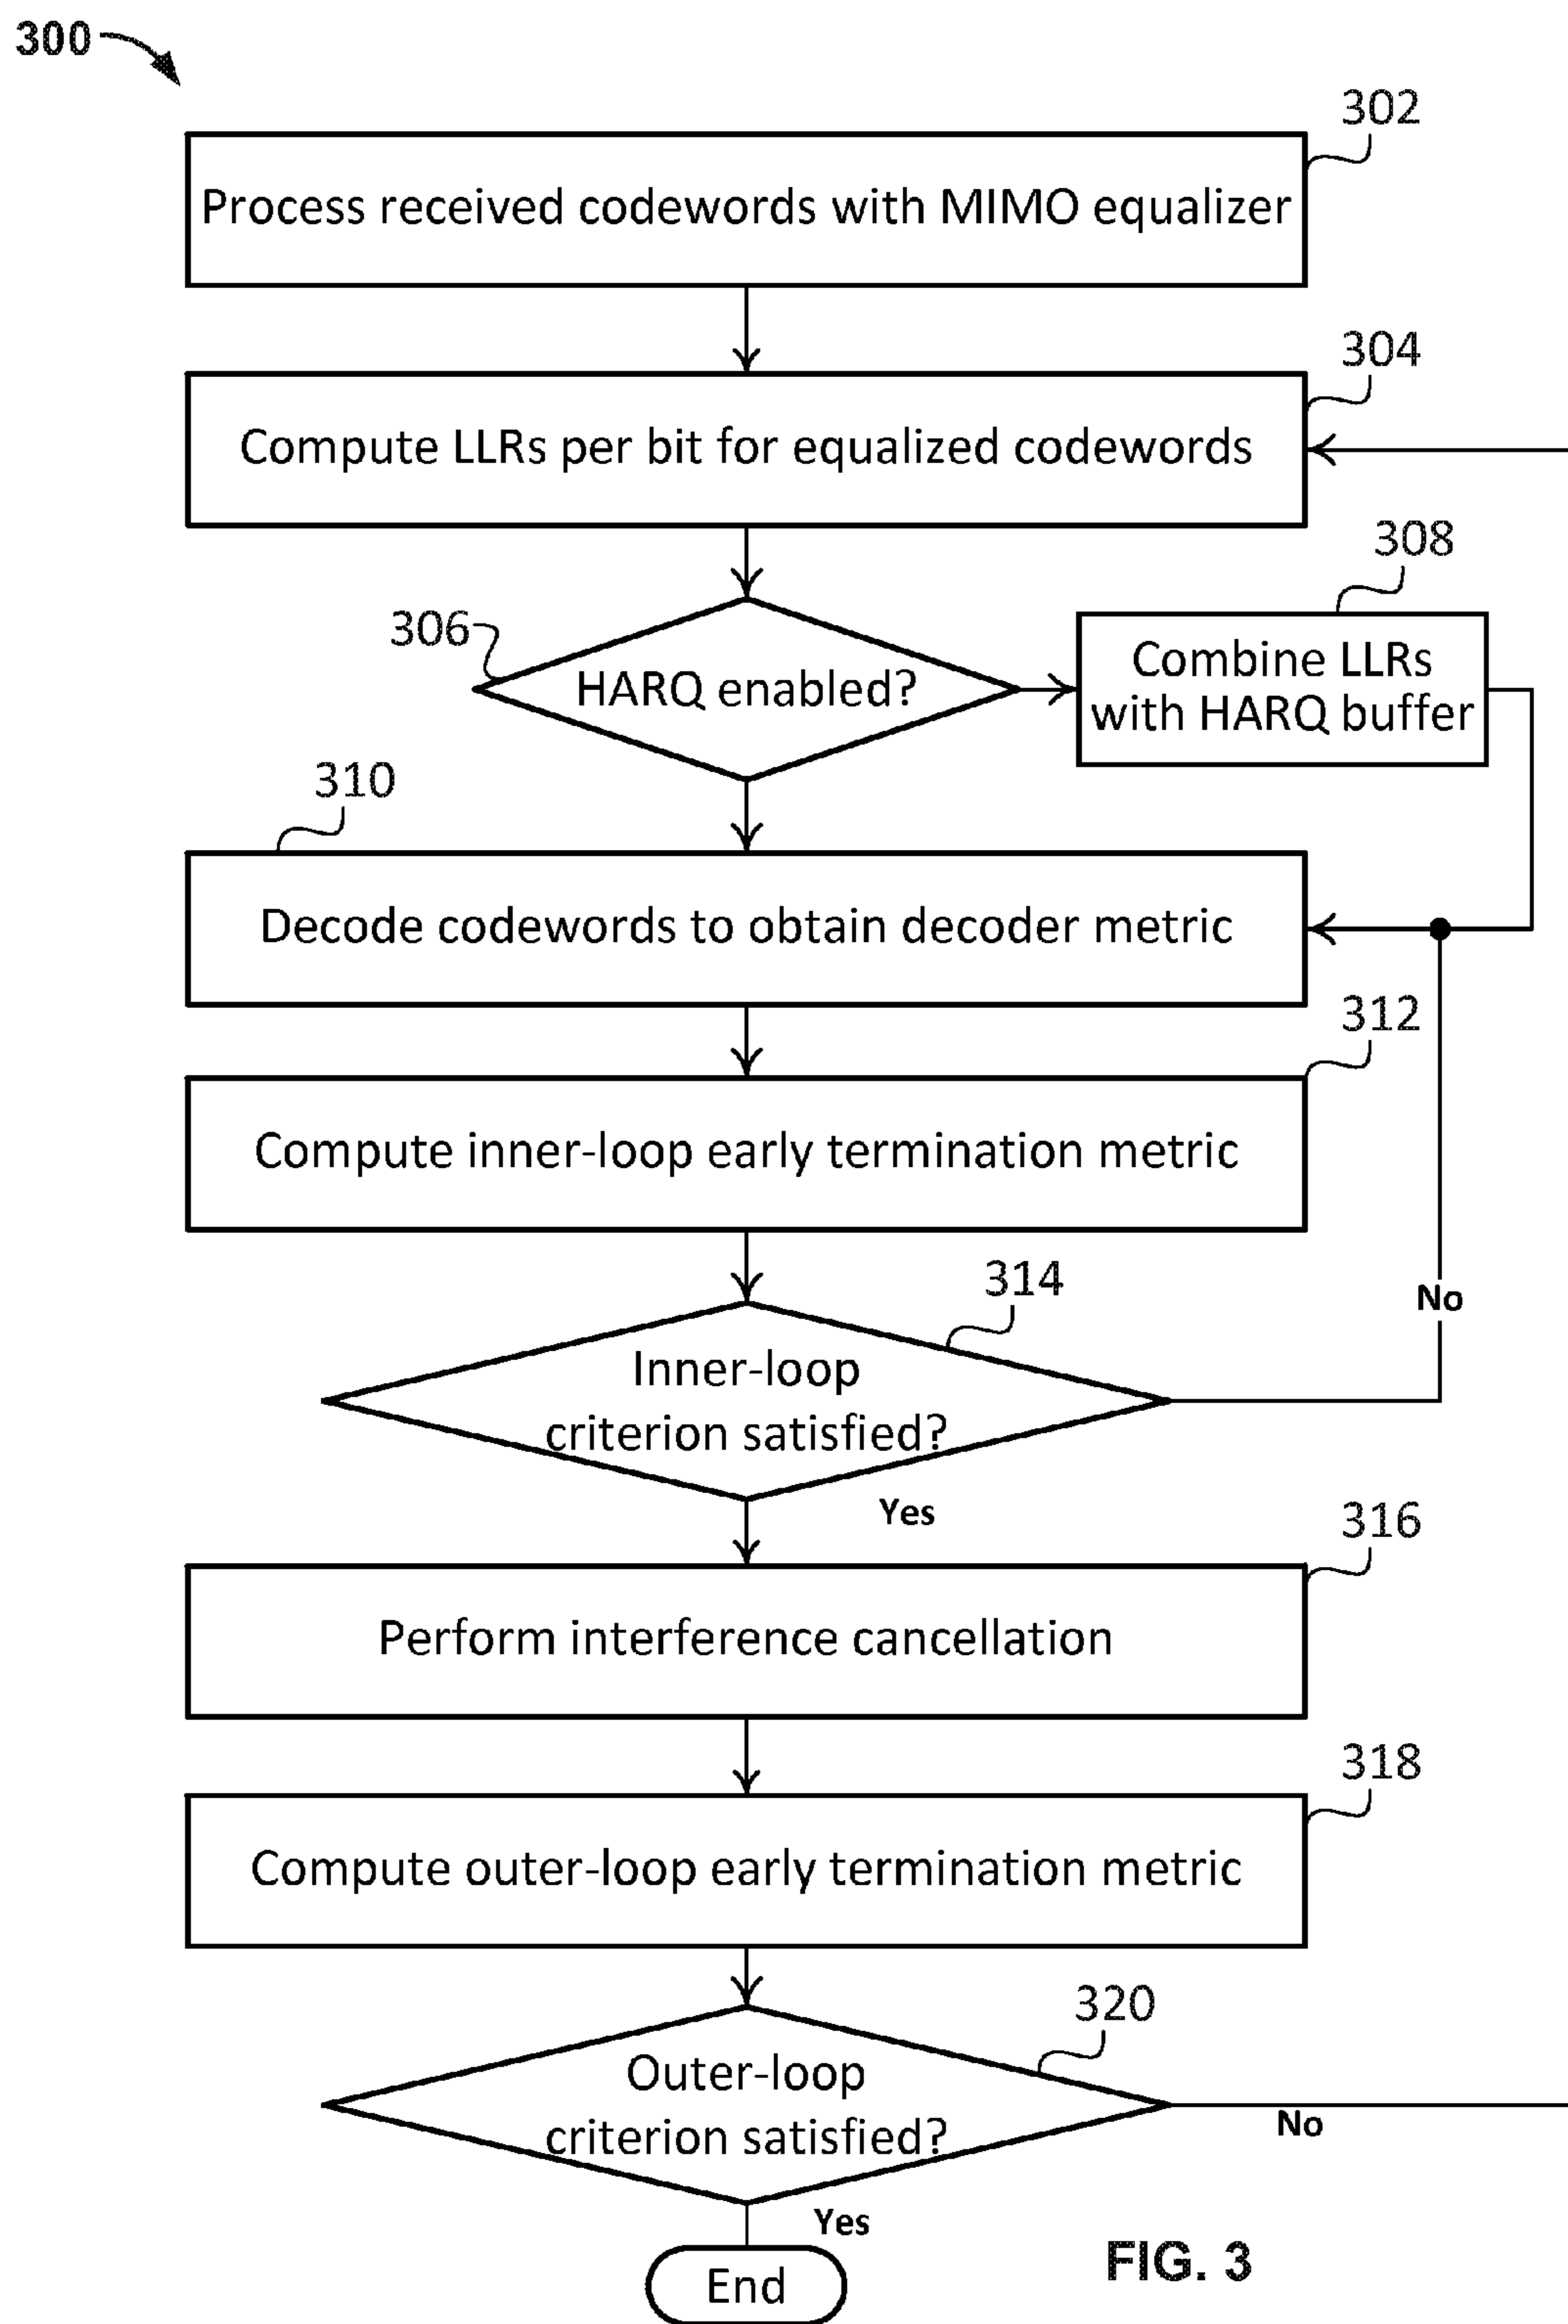 300
302
Process received codewords with MIMO equalizer
304
Compute LLRs per bit for equalized codewords
308
306
HARQ enabled?
Combine LLRs
with HARQ buffer
310
Decode codewords to obtain decoder metric
312
Compute inner-loop early termination metric
314
No
Inner-loop
criterion satisfied?
Yes
316
Perform interference cancellation
318
Compute outer-loop early termination metric
320
Outer-loop
criterion satisfied?
No
Yes
End
FIG. 3